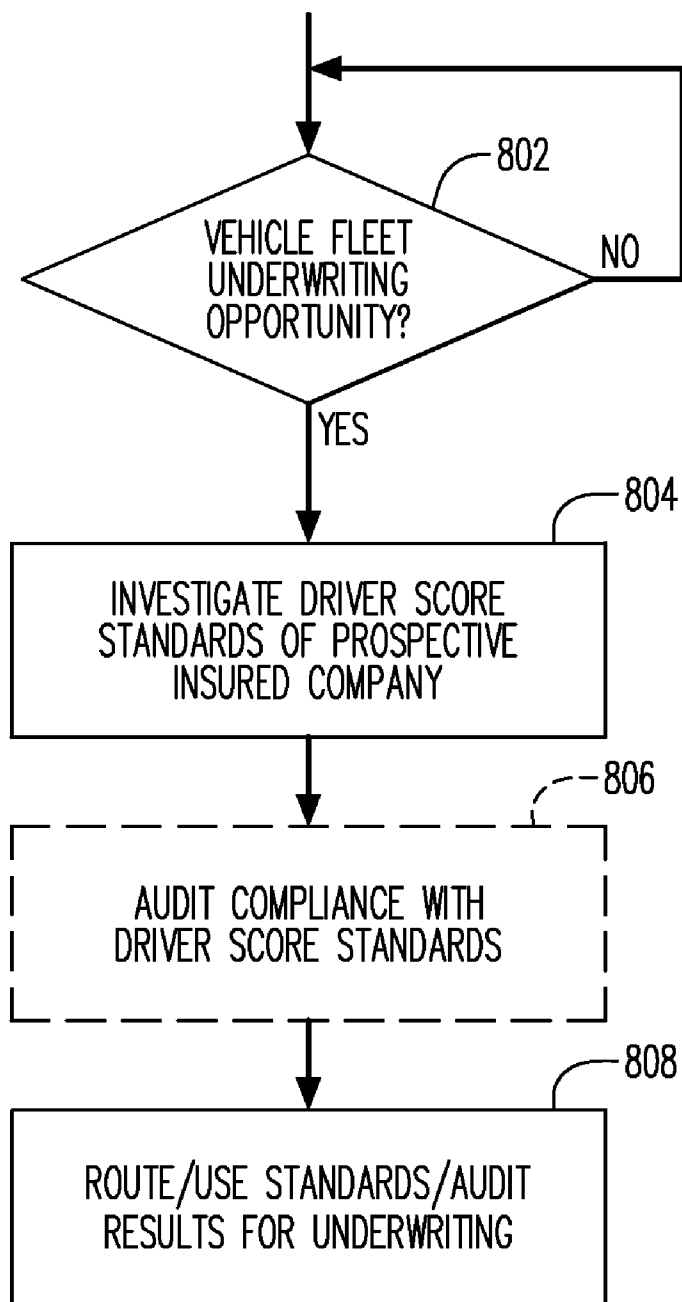 802
VEHICLE FLEET
UNDERWRITING
OPPORTUNITY?
NO
YES
804
INVESTIGATE DRIVER SCORE
STANDARDS OF PROSPECTIVE
INSURED COMPANY
806
AUDIT COMPLIANCE WITH
DRIVER SCORE STANDARDS
808
ROUTE/USE STANDARDS/AUDIT
RESULTS FOR UNDERWRITING